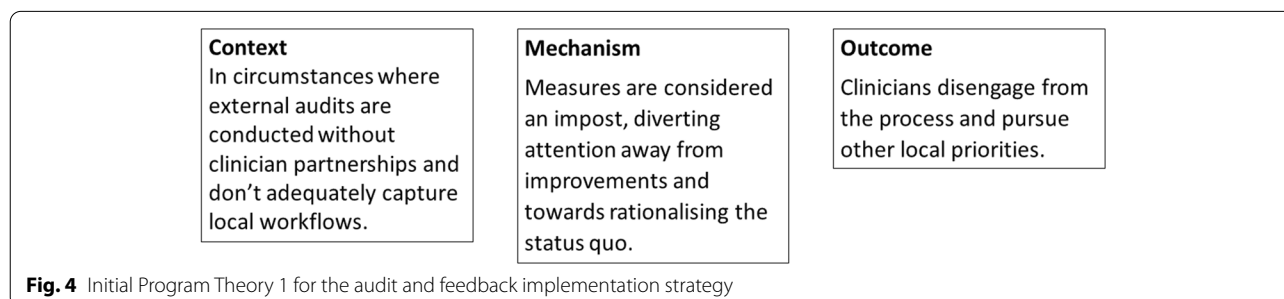 Context
In circumstances where
external audits are
conducted without
clinician partnerships and
don't adequately capture
local workflows.
Mechanism
Measures are considered
an impost, diverting
attention away from
improvements and
towards rationalising the
status quo.
Outcome
Clinicians disengage from
the process and pursue
other local priorities.
Fig. 4 Initial Program Theory 1 for the audit and feedback implementation strategy